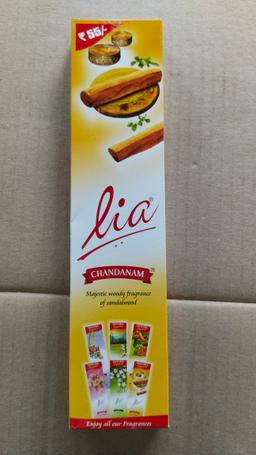 ₹55/-
lia®
CHANDANAM
Majestic woody fragrance
of sandalwood
Enjoy all our Fragrances